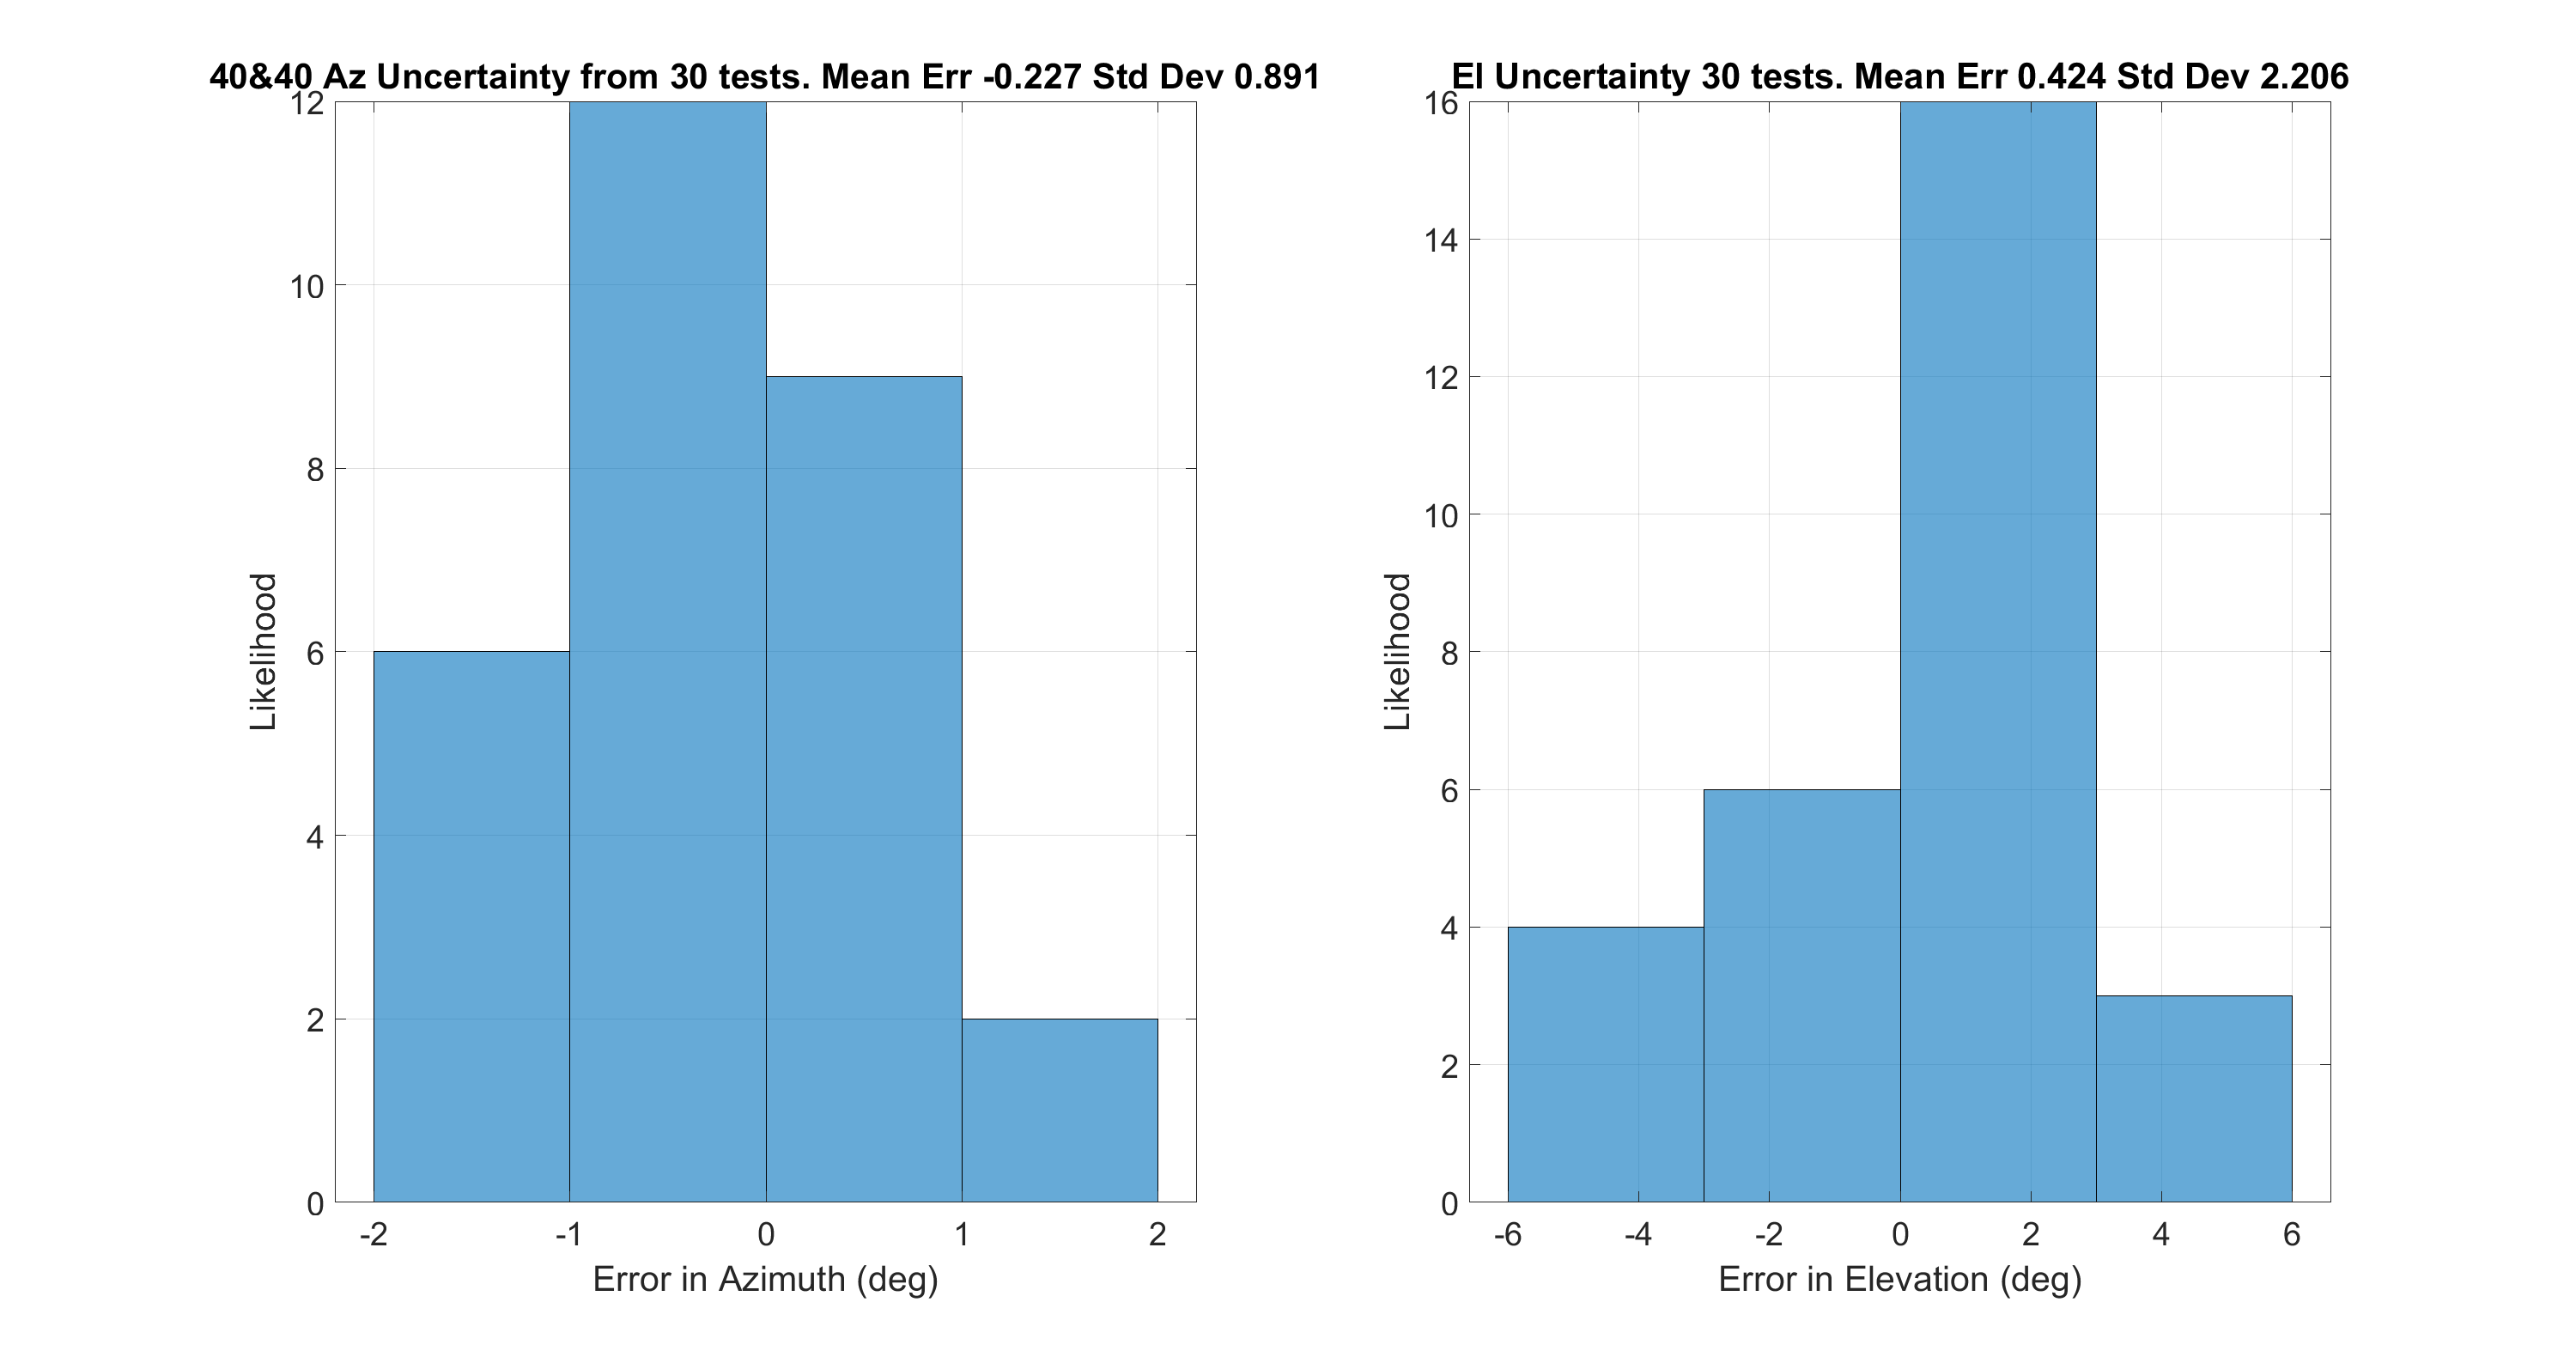 40&40 Az Uncertainty from 30 tests. Mean Err -0.227 Std Dev 0.891
12
10
8
6
4
2
0
Likelihood
-2 -1 0 1 2
Error in Azimuth (deg)
El Uncertainty 30 tests. Mean Err 0.424 Std Dev 2.206
16
14
12
10
8
6
4
2
0
Likelihood
-6 -4 -2 0 2 4 6
Error in Elevation (deg)